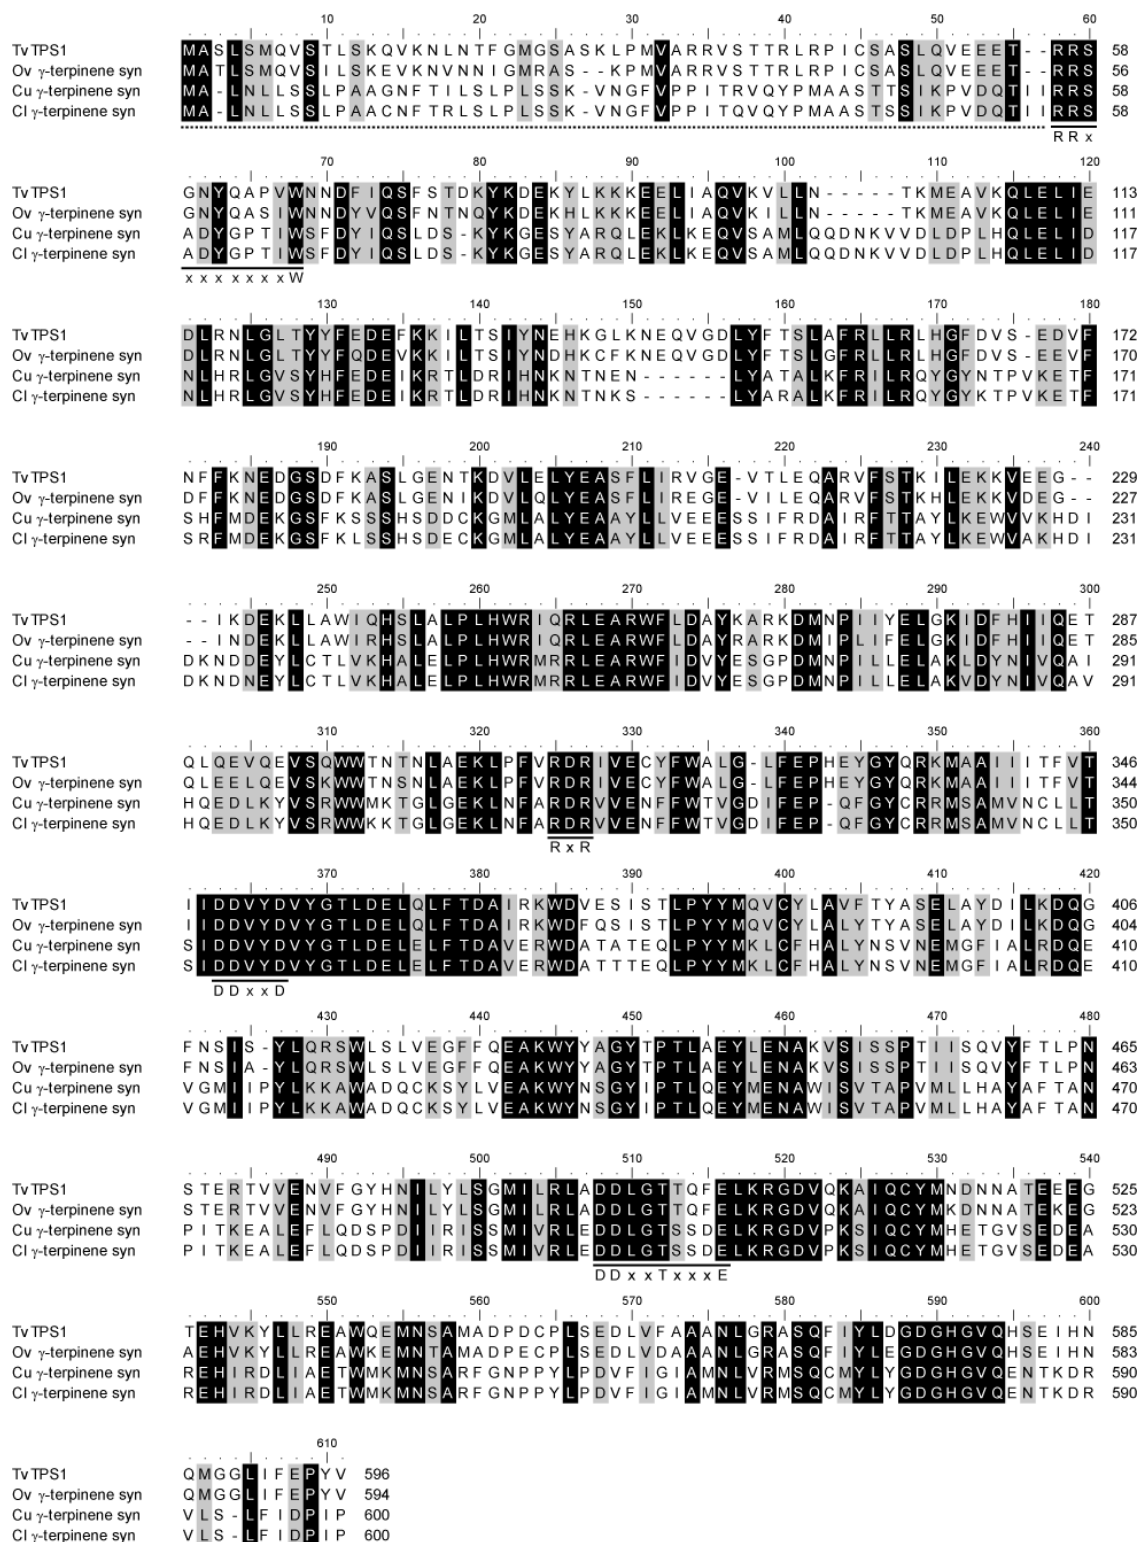 10 20 30 40 50 60
TvTPS1 MASLSMQVSTLSKQVKNLNTFGMGSASKLPMVARRVSTTRLRPICSASLQVEEET--RRS 58
Ov γ-terpinene syn MATLSMQVSILSKEVKNVNNIGMRAS--KPMVARRVSTTRLRPICSASLQVEEET--RRS 56
Cu γ-terpinene syn MA-LNLLSSLPAAGNFTILSLPLSSK-VNGFVPPITRVQYPMAASTTSIKPVDQTIIRRS 58
Cl γ-terpinene syn MA-LNLLSSLPAACNFTRLSLPLSSK-VNGFVPPITQVQYPMAASTSSIKPVDQTIIRRS 58
RRx
70 80 90 100 110 120
TvTPS1 GNYQAPVWNNDFIQSFSTDKYKDEKYLKKKEELIAQVKVLLN-----TKMEAVKQLELIE 113
Ov γ-terpinene syn GNYQASIWNNDYVQSFNTNQYKDEKHLKKKEELIAQVKILLN-----TKMEAVKQLELIE 111
Cu γ-terpinene syn ADYGPTIWSFDYIQSLDS-KYKGESYARQLEKLKEQVSAMLQQDNKVVDLDPLHQLELID 117
Cl γ-terpinene syn ADYGPTIWSFDYIQSLDS-KYKGESYARQLEKLKEQVSAMLQQDNKVVDLDPLHQLELID 117
xxxxxxxW
130 140 150 160 170 180
TvTPS1 DLRNLGLTYYFEDEFKKILTSIYNEHKGLKNEQVGDLYFTSLAFRLLRLHGFDVS-EDVF 172
Ov γ-terpinene syn DLRNLGLTYYFQDEVKKILTSIYNDHKCFKNEQVGDLYFTSLGFRLLRLHGFDVS-EEVF 170
Cu γ-terpinene syn NLHRLGVSYHFEDEIKRTLDRIHNKNTNEN------LYATALKFRILRQYGYNTPVKETF 171
Cl γ-terpinene syn NLHRLGVSYHFEDEIKRTLDRIHNKNTNKS------LYARALKFRILRQYGYKTPVKETF 171
190 200 210 220 230 240
TvTPS1 NFFKNEDGSDFKASLGENTKDVLELYEASFLIRVGE-VTLEQARVFSTKILEKKVEEG-- 229
Ov γ-terpinene syn DFFKNEDGSDFKASLGENIKDVLQLYEASFLIREGE-VILEQARVFSTKHLEKKVDEG-- 227
Cu γ-terpinene syn SHFMDEKGSFKSSSHSDDCKGMLALYEAAYLLVEEESSIFRDAIRFTTAYLKEWVVKHDI 231
Cl γ-terpinene syn SRFMDEKGSFKLSSHSDECKGMLALYEAAYLLVEEESSIFRDAIRFTTAYLKEWVAKHDI 231
250 260 270 280 290 300
TvTPS1 --IKDEKLLAWIQHSLALPLHWRIQRLEARWFLDAYKARKDMNPIIYELGKIDFHIIQET 287
Ov γ-terpinene syn --INDEKLLAWIRHSLALPLHWRIQRLEARWFLDAYRARKDMIPLIFELGKIDFHIIQET 285
Cu γ-terpinene syn DKNDDEYLCTLVKHALELPLHWRMRRLEARWFIDVYESGPDMNPILLELAKLDYNIVQAI 291
Cl γ-terpinene syn DKNDNEYLCTLVKHALELPLHWRMRRLEARWFIDVYESGPDMNPILLELAKVDYNIVQAV 291
310 320 330 340 350 360
TvTPS1 QLQEVQEVSQWWTNTNLAEKLPFVRDRIVECYFWALG-LFEPHEYGYQRKMAAIIITFVT 346
Ov γ-terpinene syn QLEELQEVSKWWTNSNLAEKLPFVRDRIVECYFWALG-LFEPHEYGYQRKMAAIIITFVT 344
Cu γ-terpinene syn HQEDLKYVSRWWMKTGLGEKLNFARDRVVENFFWTVGDIFEP-QFGYCRRMSAMVNCLLT 350
Cl γ-terpinene syn HQEDLKYVSRWWKKTGLGEKLNFARDRVVENFFWTVGDIFEP-QFGYCRRMSAMVNCLLT 350
RxR
370 380 390 400 410 420
TvTPS1 IIDDVYDVYGTLDELQLFTDAIRKWDVESISTLPYYMQVCYLAVFTYASELAYDILKDQG 406
Ov γ-terpinene syn IIDDVYDVYGTLDELQLFTDAIRKWDFQSISTLPYYMQVCYLALYTYASELAYDILKDQG 404
Cu γ-terpinene syn SIDDVYDVYGTLDELELFTDAVERWDATATEQLPYYMKLCFHALYNSVNEMGFIALRDQE 410
Cl γ-terpinene syn SIDDVYDVYGTLDELELFTDAVERWDATTTEQLPYYMKLCFHALYNSVNEMGFIALRDQE 410
DDxxD
430 440 450 460 470 480
TvTPS1 FNSIS-YLQRSWLSLVEGFFQEAKWYYAGYTPTLAEYLENAKVSISSPTIISQVYFTLPN 465
Ov γ-terpinene syn FNSIA-YLQRSWLSLVEGFFQEAKWYYAGYTPTLAEYLENAKVSISSPTIISQVYFTLPN 463
Cu γ-terpinene syn VGMIIPYLKKAWADQCKSYLVEAKWYNSGYIPTLQEYMENAWISVTAPVMLLHAYAFTAN 470
Cl γ-terpinene syn VGMIIPYLKKAWADQCKSYLVEAKWYNSGYIPTLQEYMENAWISVTAPVMLLHAYAFTAN 470
490 500 510 520 530 540
TvTPS1 STERTVVENVFGYHNILYLSGMILRLADDLGTTQFELKRGDVQKAIQCYMNDNNATEEEG 525
Ov γ-terpinene syn STERTVVENVFGYHNILYLSGMILRLADDLGTTQFELKRGDVQKAIQCYMKDNNATEKEG 523
Cu γ-terpinene syn PITKEALEFLQDSPDIIRISSMIVRLEDDLGTSSDELKRGDVPKSIQCYMHETGVSEDEA 530
Cl γ-terpinene syn PITKEALEFLQDSPDIIRISSMIVRLEDDLGTSSDELKRGDVPKSIQCYMHETGVSEDEA 530
DDxxTxxxE
550 560 570 580 590 600
TvTPS1 TEHVKYLLREAWQEMNSAMADPDCPLSEDLVFAAANLGRASQFIYLDGDGHGVQHSEIHN 585
Ov γ-terpinene syn AEHVKYLLREAWKEMNTAMADPECPLSEDLVDAAANLGRASQFIYLEGDGHGVQHSEIHN 583
Cu γ-terpinene syn REHIRDLIAETWMKMNSARFGNPPYLPDVFIGIAMNLVRMSQCMYLYGDGHGVQENTKDR 590
Cl γ-terpinene syn REHIRDLIAETWMKMNSARFGNPPYLPDVFIGIAMNLVRMSQCMYLYGDGHGVQENTKDR 590
610
TvTPS1 QMGGLIFEPYV 596
Ov γ-terpinene syn QMGGLIFEPYV 594
Cu γ-terpinene syn VLS-LFIDPIP 600
Cl γ-terpinene syn VLS-LFIDPIP 600